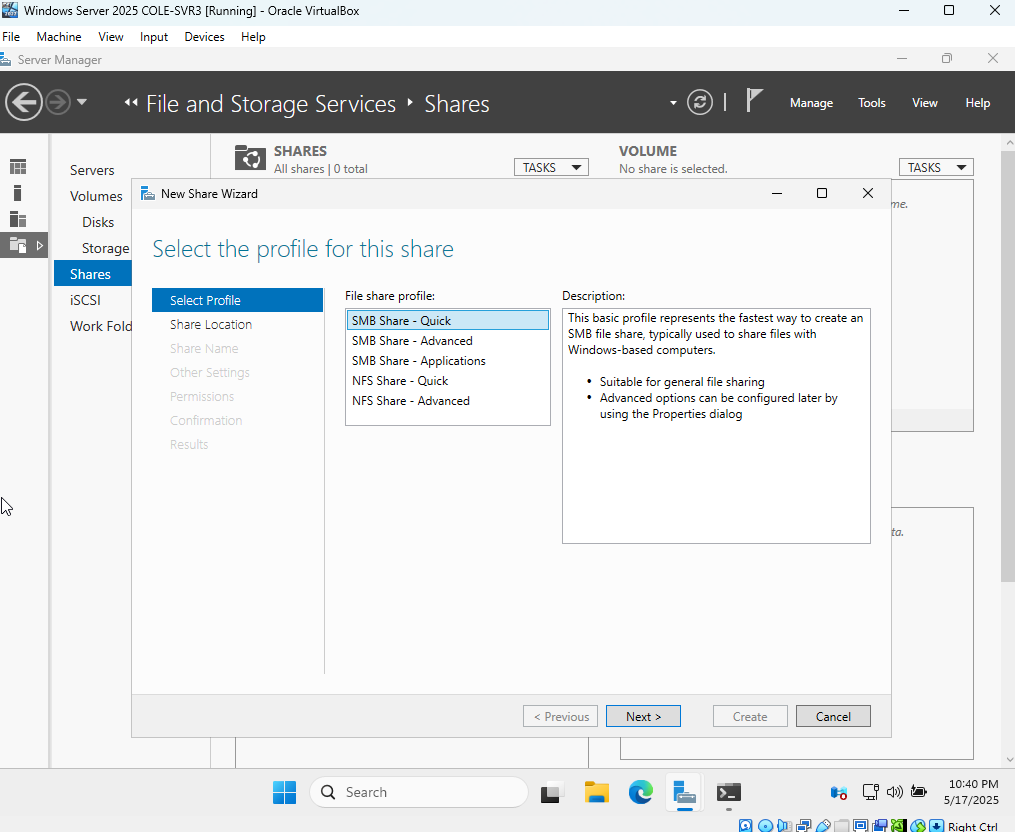 Windows Server 2025 COLE-SVR3 [Running] - Oracle VirtualBox
File Machine View Input Devices Help
Server Manager
File and Storage Services Shares
Manage Tools View Help
Servers
Volumes
Disks
Storage
Shares
iSCSI
Work Fold
SHARES
All shares | 0 total
TASKS
VOLUME
No share is selected.
TASKS
me.
ta.
New Share Wizard
Select the profile for this share
Select Profile
Share Location
Share Name
Other Settings
Permissions
Confirmation
Results
File share profile:
SMB Share - Quick
SMB Share - Advanced
SMB Share - Applications
NFS Share - Quick
NFS Share - Advanced
Description:
This basic profile represents the fastest way to create an
SMB file share, typically used to share files with
Windows-based computers.
• Suitable for general file sharing
• Advanced options can be configured later by
using the Properties dialog
< Previous Next > Create Cancel
Search
10:40 PM
5/17/2025
Right Ctrl